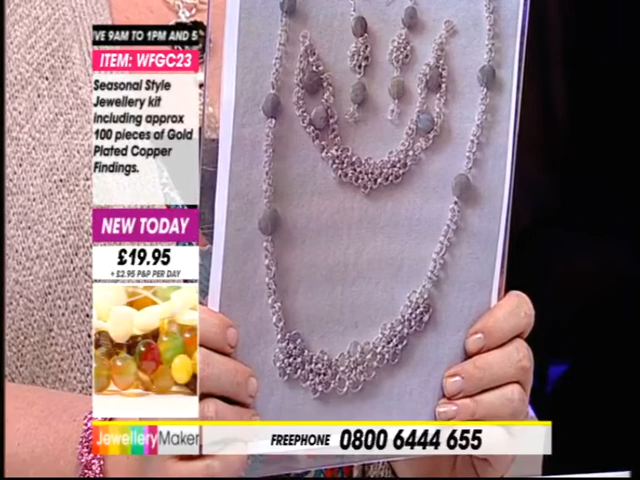 VE 9AM TO 1PM AND 5
ITEM: WFGC23
Seasonal Style
Jewellery kit
including approx
100 pieces of Gold
Plated Copper
Findings.
NEW TODAY
£19.95
+ £2.95 P&P PER DAY
JewelleryMaker
FREEPHONE 0800 6444 655